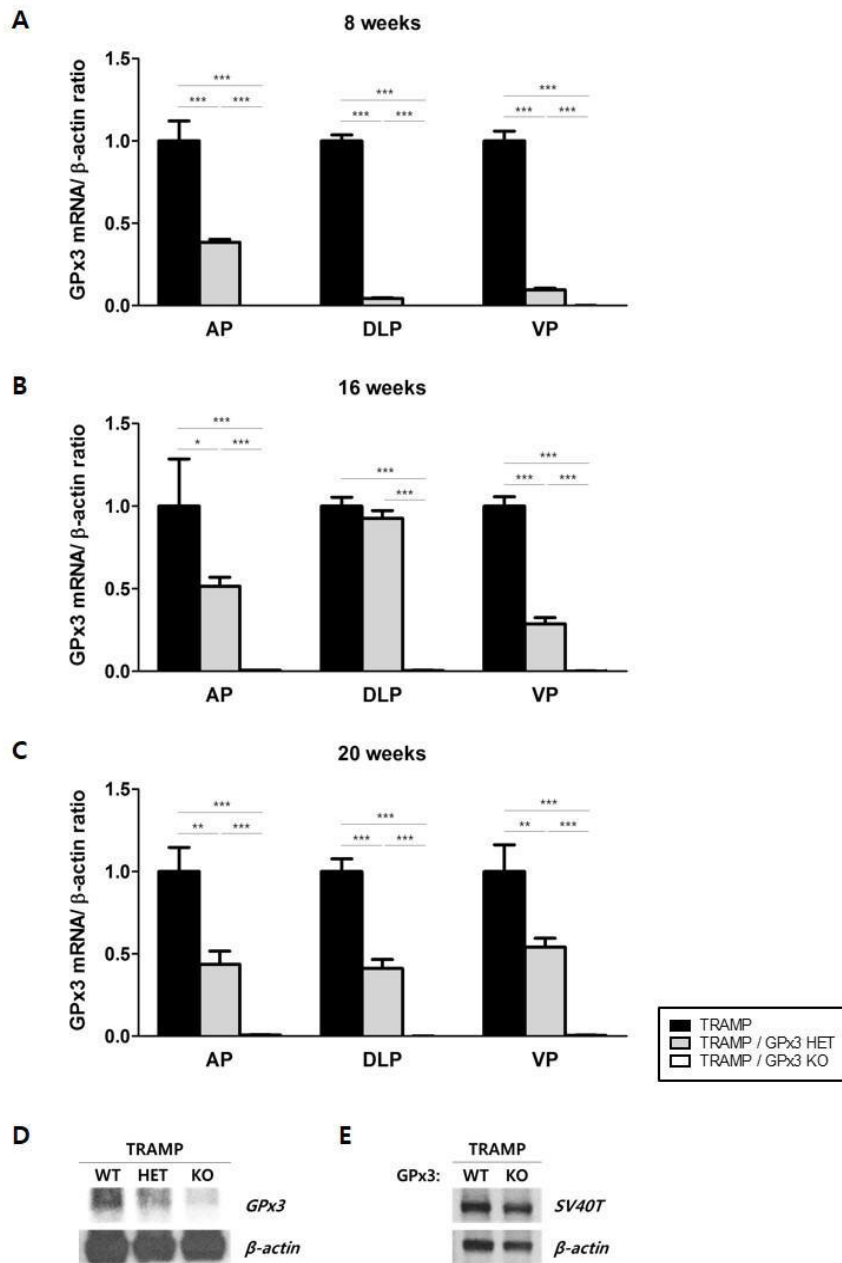 A
8 weeks
GPx3 mRNA/ β-actin ratio
1.5
1.0
0.5
0.0
***
*** ***
***
*** ***
***
*** ***
AP DLP VP
B
16 weeks
GPx3 mRNA/ β-actin ratio
1.5
1.0
0.5
0.0
***
* ***
***
***
***
*** ***
AP DLP VP
C
20 weeks
GPx3 mRNA/ β-actin ratio
1.5
1.0
0.5
0.0
***
** ***
***
*** ***
***
** ***
AP DLP VP
TRAMP
TRAMP / GPx3 HET
TRAMP / GPx3 KO
D
TRAMP
WT HET KO
GPx3
β-actin
E
TRAMP
GPx3: WT KO
SV40T
β-actin